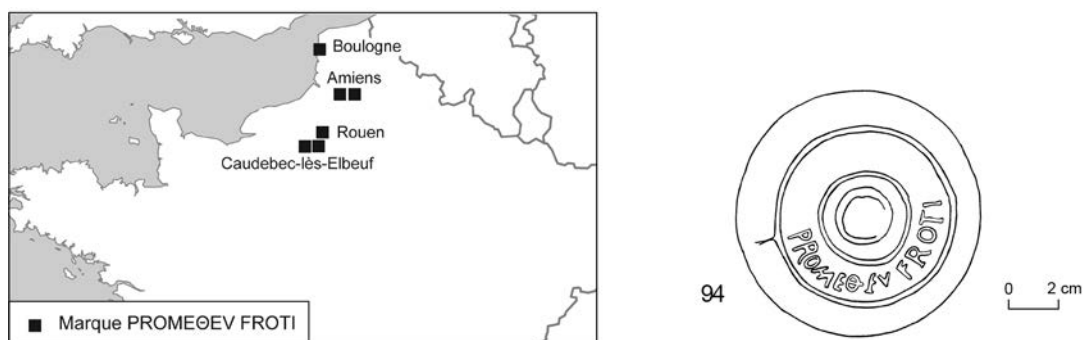 Boulogne
Amiens
Rouen
Caudebec-lès-Elbeuf
Marque PROMEΘEV FROTI
PROMEΘEV FROTI
94
0 2 cm